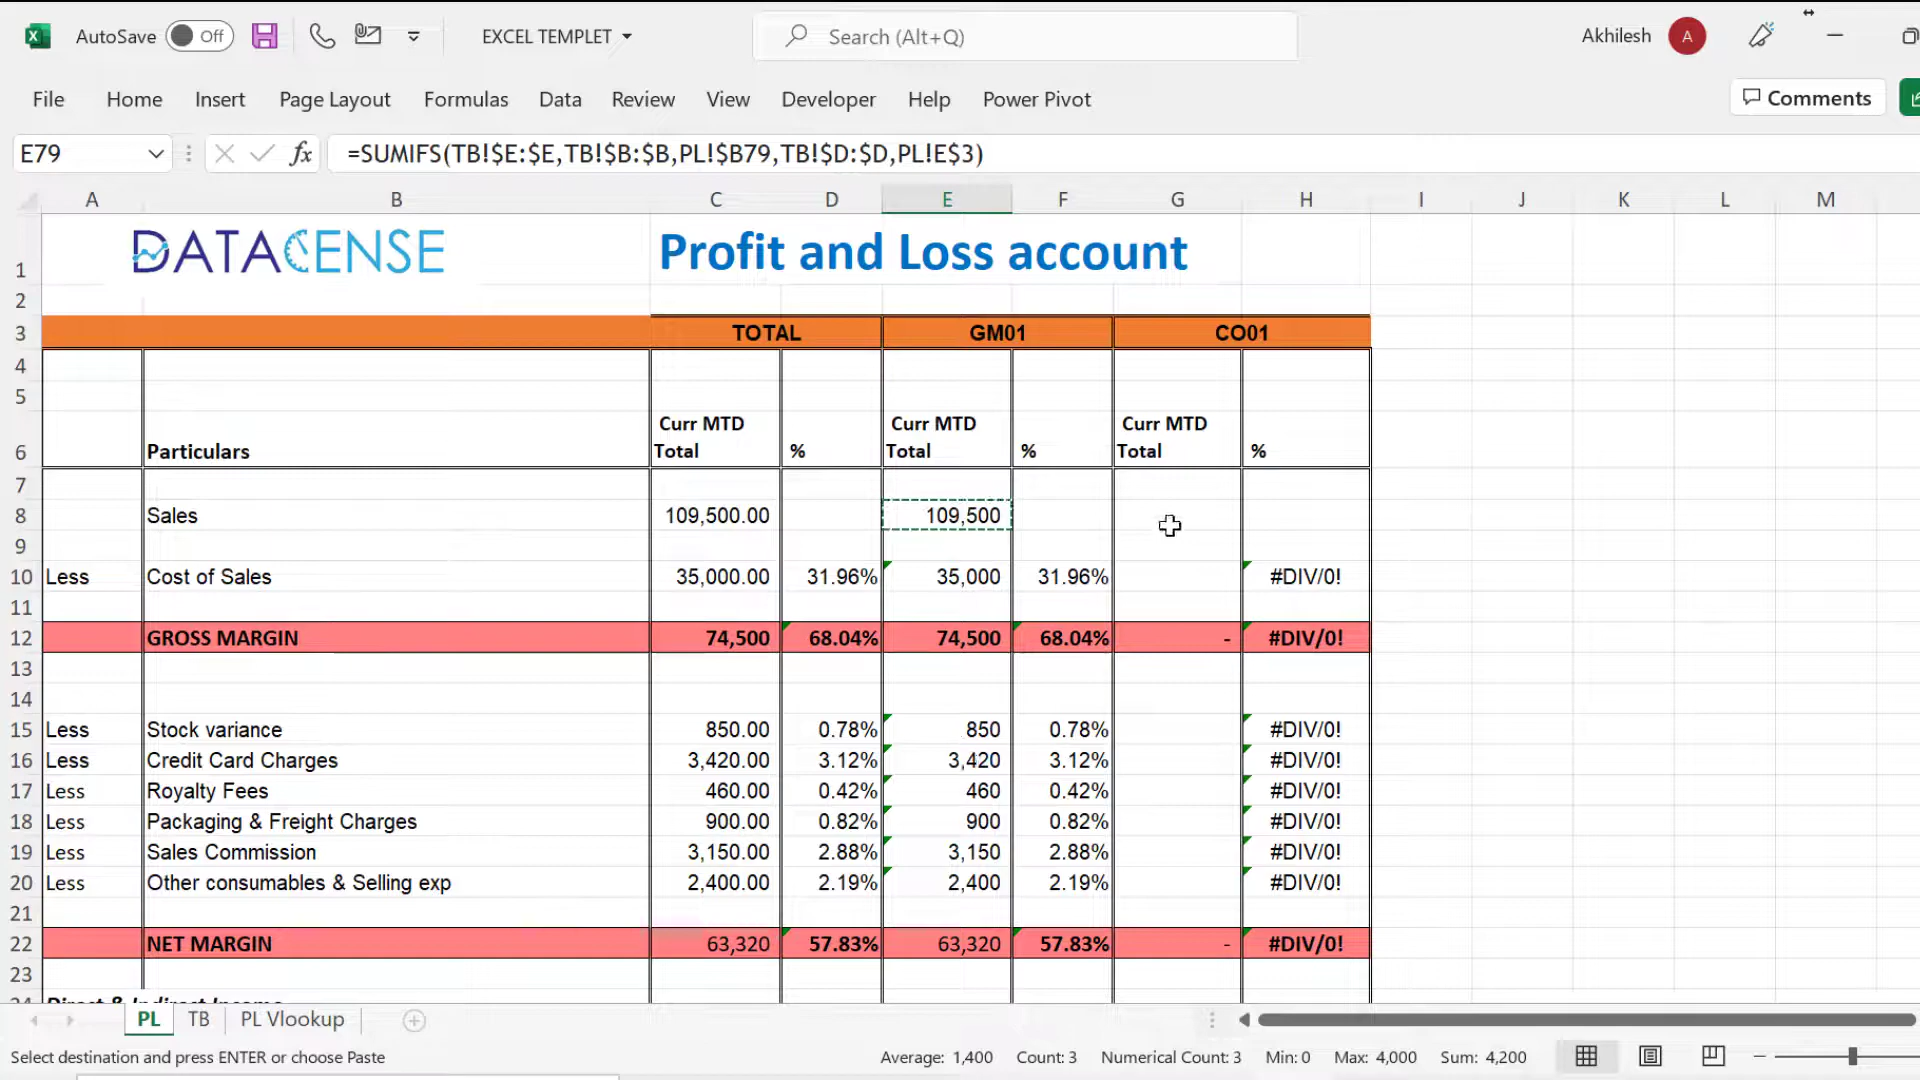 AutoSave Off EXCEL TEMPLET Search (Alt+Q) Akhilesh A
File Home Insert Page Layout Formulas Data Review View Developer Help Power Pivot Comments
E79 fx =SUMIFS(TB!$E:$E,TB!$B:$B,PL!$B79,TB!$D:$D,PL!E$3)
A B C D E F G H I J K L M
1 DATACENSE Profit and Loss account
2
3 TOTAL GM01 CO01
4
5
Curr MTD Curr MTD Curr MTD
6 Particulars Total % Total % Total %
7
8 Sales 109,500.00 109,500
9
10 Less Cost of Sales 35,000.00 31.96% 35,000 31.96% #DIV/0!
11
12 GROSS MARGIN 74,500 68.04% 74,500 68.04% - #DIV/0!
13
14
15 Less Stock variance 850.00 0.78% 850 0.78% #DIV/0!
16 Less Credit Card Charges 3,420.00 3.12% 3,420 3.12% #DIV/0!
17 Less Royalty Fees 460.00 0.42% 460 0.42% #DIV/0!
18 Less Packaging & Freight Charges 900.00 0.82% 900 0.82% #DIV/0!
19 Less Sales Commission 3,150.00 2.88% 3,150 2.88% #DIV/0!
20 Less Other consumables & Selling exp 2,400.00 2.19% 2,400 2.19% #DIV/0!
21
22 NET MARGIN 63,320 57.83% 63,320 57.83% - #DIV/0!
23
24 Direct & Indirect Income
PL TB PL Vlookup
Select destination and press ENTER or choose Paste Average: 1,400 Count: 3 Numerical Count: 3 Min: 0 Max: 4,000 Sum: 4,200